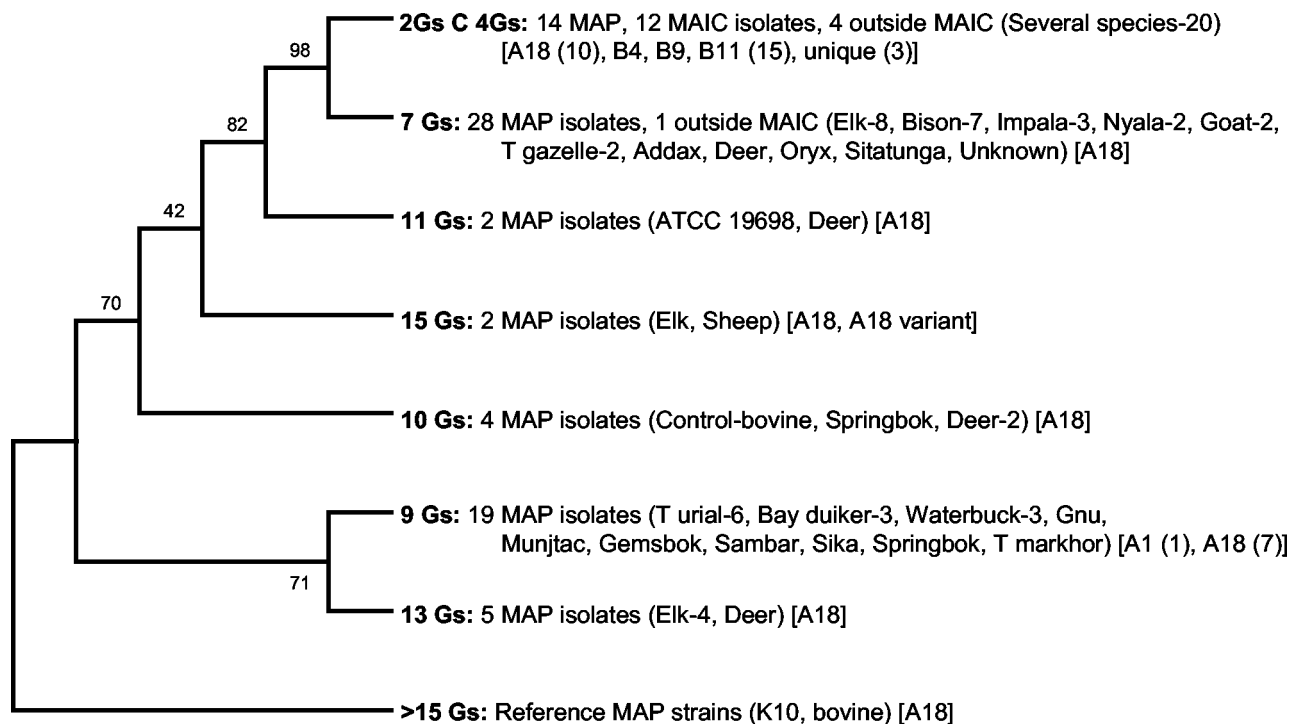 2Gs C 4Gs: 14 MAP, 12 MAIC isolates, 4 outside MAIC (Several species-20)
[A18 (10), B4, B9, B11 (15), unique (3)]
98
7 Gs: 28 MAP isolates, 1 outside MAIC (Elk-8, Bison-7, Impala-3, Nyala-2, Goat-2,
T gazelle-2, Addax, Deer, Oryx, Sitatunga, Unknown) [A18]
82
11 Gs: 2 MAP isolates (ATCC 19698, Deer) [A18]
42
15 Gs: 2 MAP isolates (Elk, Sheep) [A18, A18 variant]
70
10 Gs: 4 MAP isolates (Control-bovine, Springbok, Deer-2) [A18]
9 Gs: 19 MAP isolates (T urial-6, Bay duiker-3, Waterbuck-3, Gnu,
Munjtac, Gemsbok, Sambar, Sika, Springbok, T markhor) [A1 (1), A18 (7)]
71
13 Gs: 5 MAP isolates (Elk-4, Deer) [A18]
>15 Gs: Reference MAP strains (K10, bovine) [A18]